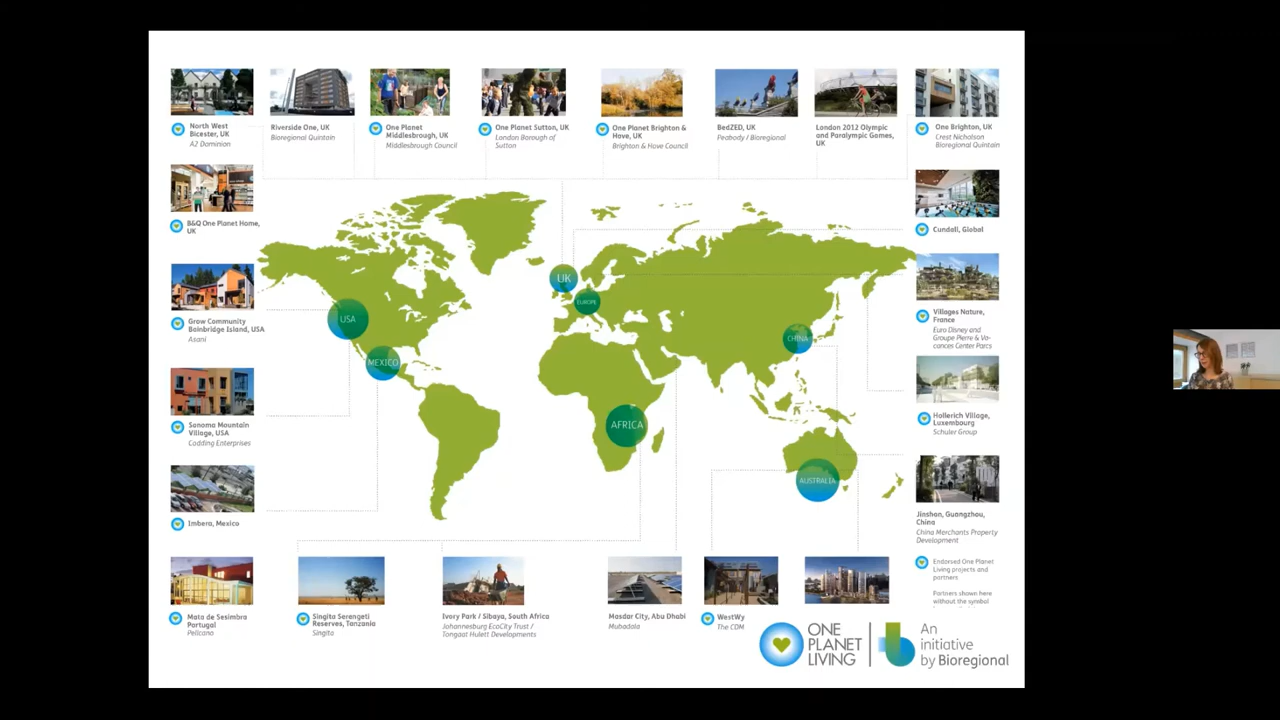 North West
Bicester, UK
A2 Dominion
Riverside One, UK
Bioregional Quintain
One Planet
Middlesbrough, UK
Middlesbrough Council
One Planet Sutton, UK
London Borough of
Sutton
One Planet Brighton &
Hove, UK
Brighton & Hove Council
BedZED, UK
Peabody / Bioregional
London 2012 Olympic
and Paralympic Games,
UK
One Brighton, UK
Crest Nicholson
Bioregional Quintain
B&Q One Planet Home,
UK
Cundall, Global
Grow Community
Bainbridge Island, USA
Asani
Villages Nature,
France
Euro Disney and
Groupe Pierre & Va-
cances Center Parcs
Sonoma Mountain
Village, USA
Codding Enterprises
Hollerich Village,
Luxembourg
Schuler Group
Imbera, Mexico
Jinshan, Guangzhou,
China
China Merchants Property
Development
UK
EUROPE
USA
MEXICO
CHINA
AFRICA
AUSTRALIA
Mata de Sesimbra
Portugal
Pelicano
Singita Serengeti
Reserves, Tanzania
Singita
Ivory Park / Sibaya, South Africa
Johannesburg EcoCity Trust /
Tongaat Hulett Developments
Masdar City, Abu Dhabi
Mubadala
WestWy
The CDM
Endorsed One Planet
Living projects and
partners
Partners shown here
without the symbol
ONE
PLANET
LIVING
An
initiative
by Bioregional